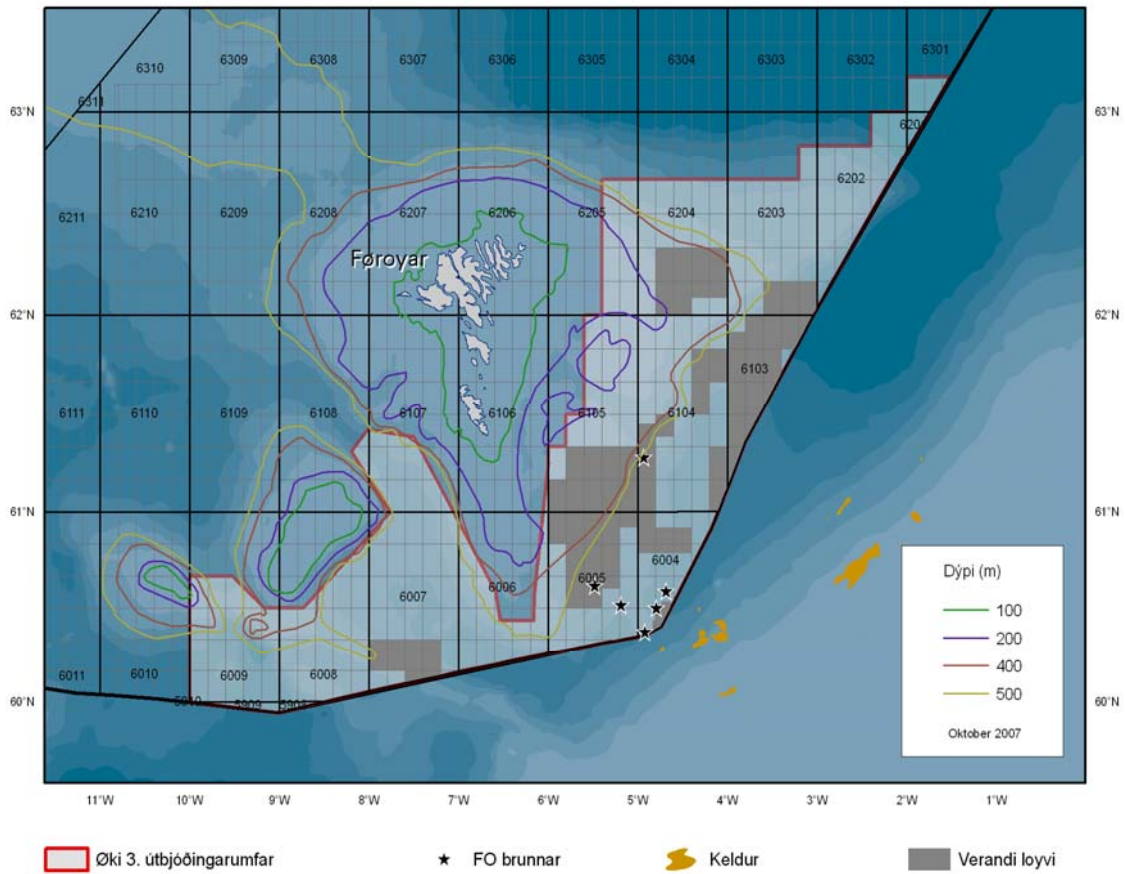 6301
6310 6309 6308 6307 6306 6305 6304 6303 6302
6311
63°N 63°N
620
6202
6211 6210 6209 6208 6207 6206 6205 6204 6203
Føroyar
62°N 62°N
6103
6111 6110 6109 6108 6107 6106 6105 6104
61°N 61°N
6004
6005
6006
6007
Dýpi (m)
100
200
400
500
Oktober 2007
6011 6010 6009 6008
60°N 60°N
11°W 10°W 9°W 8°W 7°W 6°W 5°W 4°W 3°W 2°W 1°W
Øki 3. útbjóðingarumfar FO brunnar Keldur Verandi loyvi